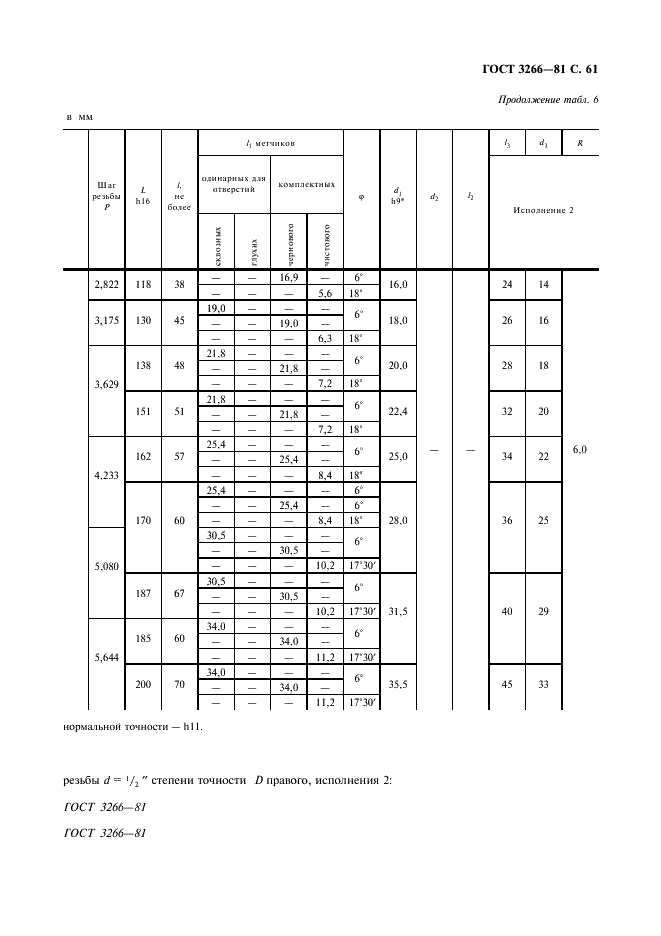 ГОСТ 3266—81 С. 61
Продолжение табл. 6
в мм
Шаг резьбы P | L h16 | l, не более | l₁ метчиков | φ | d₁ h9* | d₂ | l₂ | l₃ | d₃ | R
одинарных для отверстий | комплектных | Исполнение 2
сквозных | глухих | чернового | чистового
2,822 | 118 | 38 | — | — | 16,9 | — | 6° | 16,0 | — | — | 24 | 14 | 6,0
— | — | — | 5,6 | 18°
3,175 | 130 | 45 | 19,0 | — | — | — | 6° | 18,0 | 26 | 16
— | — | 19,0 | —
— | — | — | 6,3 | 18°
3,629 | 138 | 48 | 21,8 | — | — | — | 6° | 20,0 | 28 | 18
— | — | 21,8 | —
— | — | — | 7,2 | 18°
151 | 51 | 21,8 | — | — | — | 6° | 22,4 | 32 | 20
— | — | 21,8 | —
— | — | — | 7,2 | 18°
4,233 | 162 | 57 | 25,4 | — | — | — | 6° | 25,0 | 34 | 22
— | — | 25,4 | —
— | — | — | 8,4 | 18°
170 | 60 | 25,4 | — | — | — | 6° | 28,0 | 36 | 25
— | — | 25,4 | — | 6°
— | — | — | 8,4 | 18°
5,080 | 30,5 | — | — | — | 6°
— | — | 30,5 | —
— | — | — | 10,2 | 17°30′
187 | 67 | 30,5 | — | — | — | 6° | 31,5 | 40 | 29
— | — | 30,5 | —
— | — | — | 10,2 | 17°30′
5,644 | 185 | 60 | 34,0 | — | — | — | 6°
— | — | 34,0 | —
— | — | — | 11,2 | 17°30′
200 | 70 | 34,0 | — | — | — | 6° | 35,5 | 45 | 33
— | — | 34,0 | —
— | — | — | 11,2 | 17°30′
нормальной точности — h11.
резьбы d = ¹/₂ ″ степени точности D правого, исполнения 2:
ГОСТ 3266—81
ГОСТ 3266—81